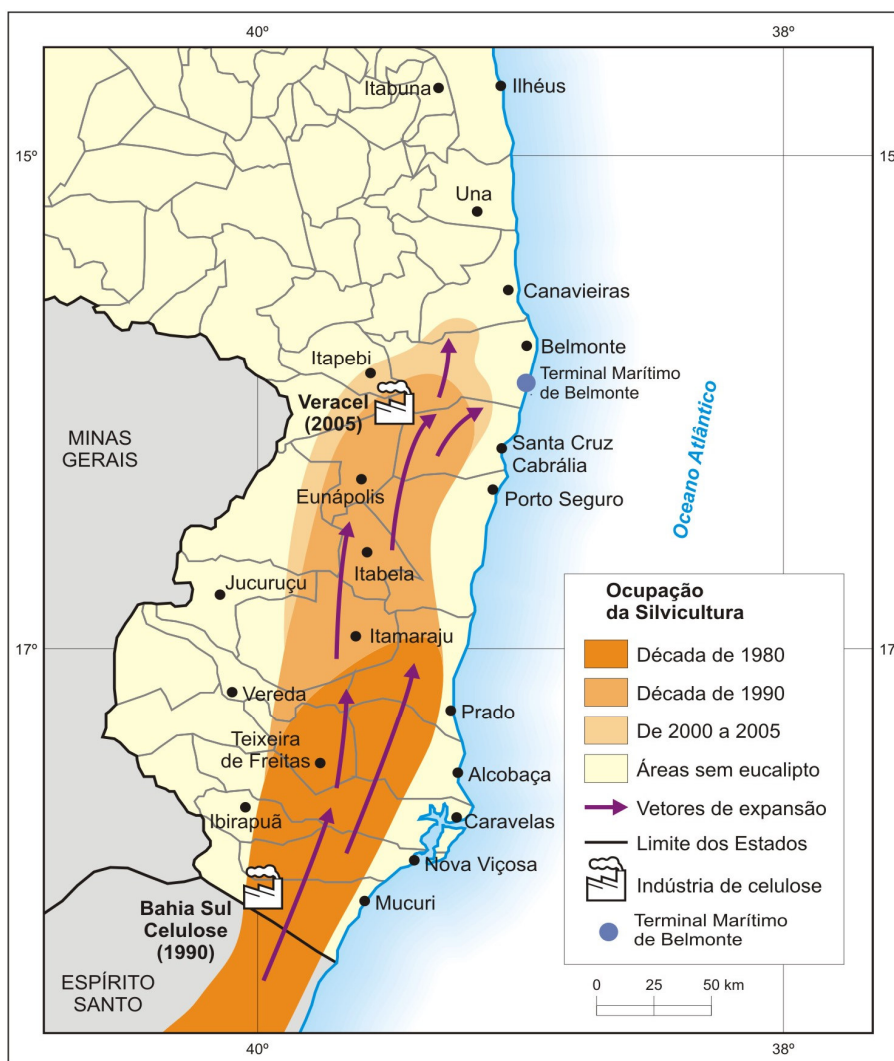 40º
38º
Itabuna
Ilhéus
15º
15º
Una
Canavieiras
Itapebi
Belmonte
Terminal Marítimo
de Belmonte
Veracel
(2005)
MINAS
GERAIS
Santa Cruz
Cabrália
Eunápolis
Porto Seguro
Oceano Atlântico
Itabela
Jucuruçu
Itamaraju
17º
17º
Vereda
Prado
Teixeira
de Freitas
Alcobaça
Ibirapuã
Caravelas
Nova Viçosa
Bahia Sul
Celulose
(1990)
Mucuri
ESPÍRITO
SANTO
Ocupação
da Silvicultura
Década de 1980
Década de 1990
De 2000 a 2005
Áreas sem eucalipto
Vetores de expansão
Limite dos Estados
Indústria de celulose
Terminal Marítimo
de Belmonte
0 25 50 km
40º
38º